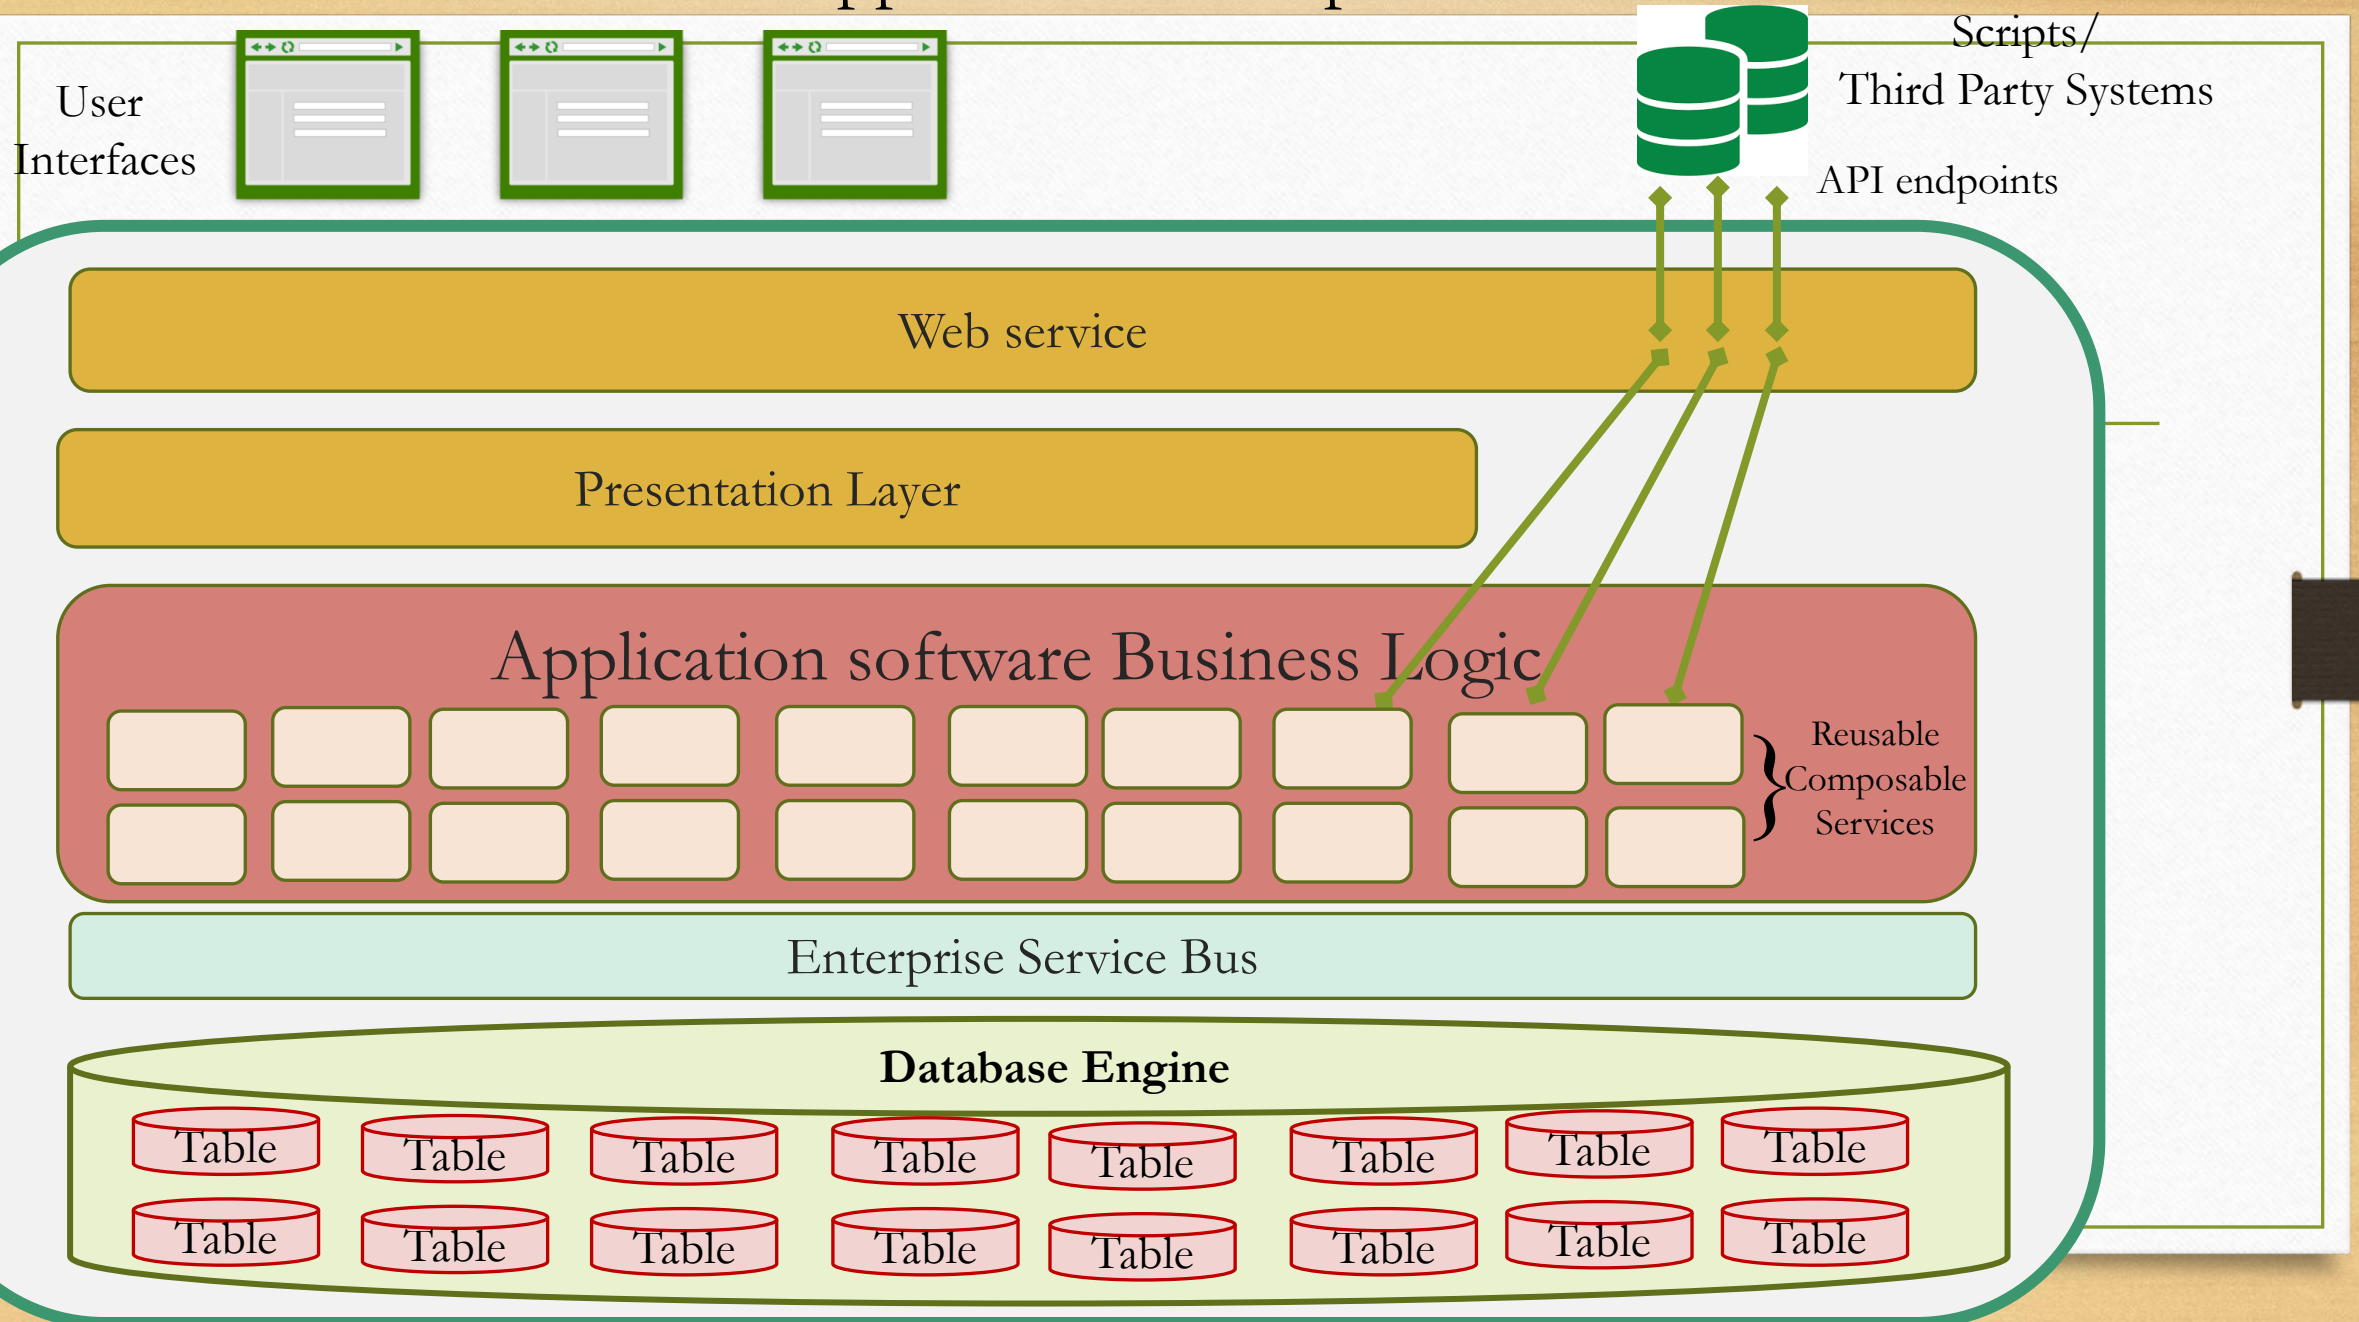 User
Interfaces
Scripts/
Third Party Systems
API endpoints
Web service
Presentation Layer
Application software Business Logic
Reusable
Composable
Services
Enterprise Service Bus
Database Engine
Table Table Table Table Table Table Table Table
Table Table Table Table Table Table Table Table